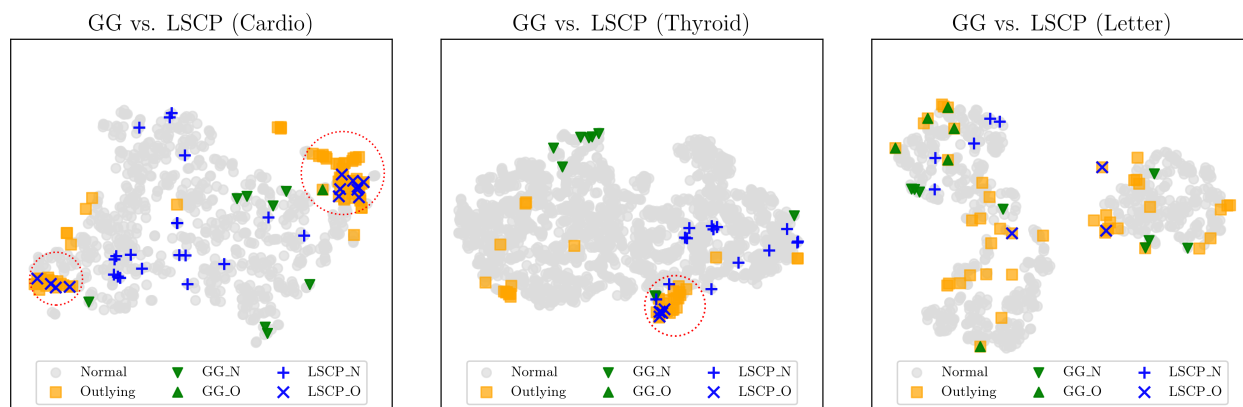 GG vs. LSCP (Cardio)
GG vs. LSCP (Thyroid)
GG vs. LSCP (Letter)
Normal GG_N LSCP_N
Outlying GG_O LSCP_O
Normal GG_N LSCP_N
Outlying GG_O LSCP_O
Normal GG_N LSCP_N
Outlying GG_O LSCP_O